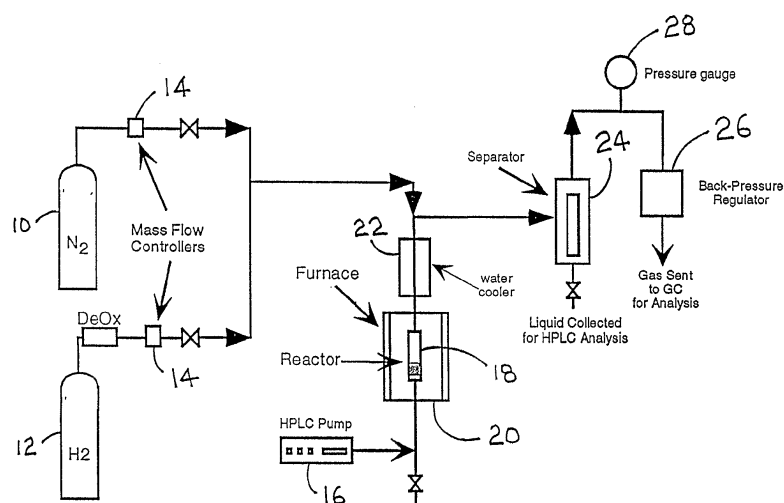 28
Pressure gauge
14
26
Separator
24
Back-Pressure
Regulator
10
N2
Mass Flow
Controllers
22
water
cooler
Gas Sent
to GC
for Analysis
Furnace
DeOx
Liquid Collected
for HPLC Analysis
14
Reactor
18
12
H2
HPLC Pump
20
16